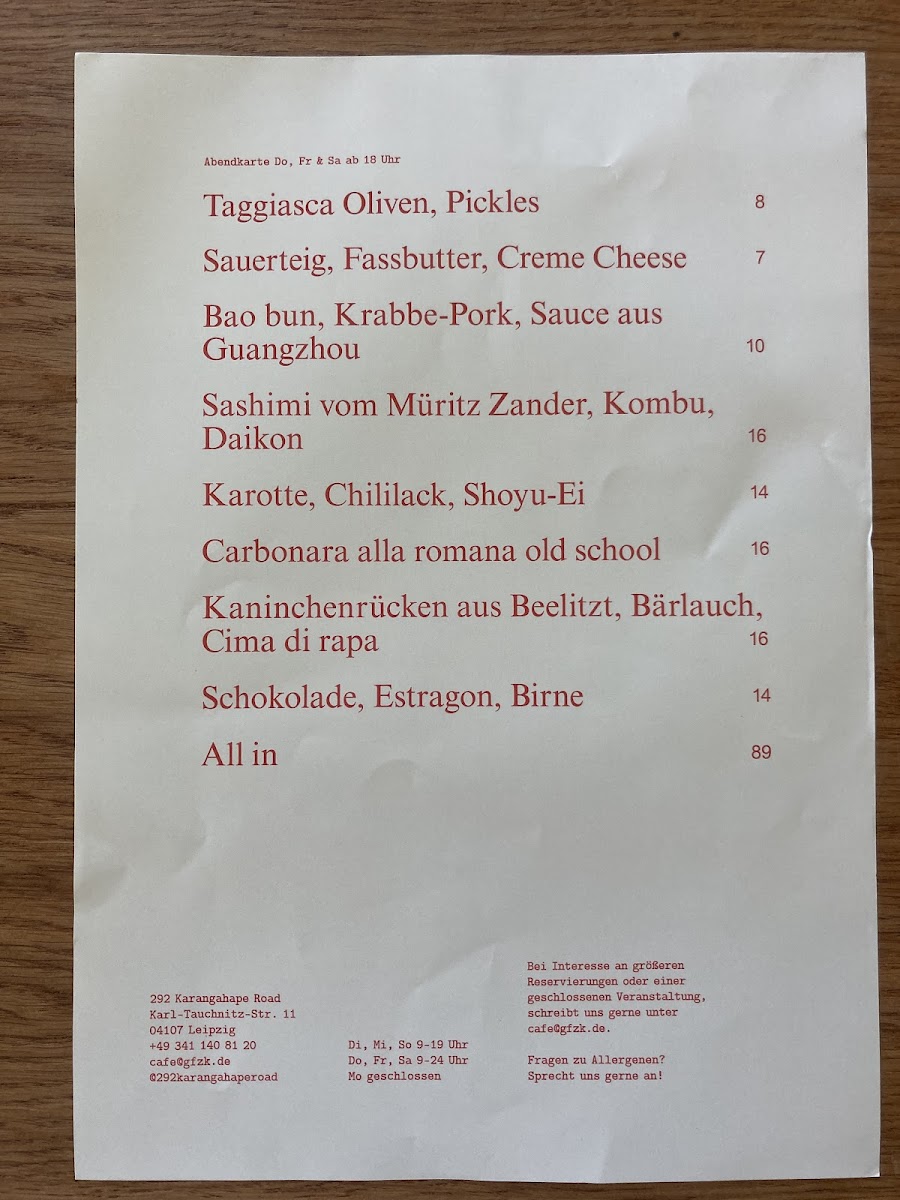 Abendkarte Do, Fr & Sa ab 18 Uhr
Taggiasca Oliven, Pickles 8
Sauerteig, Fassbutter, Creme Cheese 7
Bao bun, Krabbe-Pork, Sauce aus
Guangzhou 10
Sashimi vom Müritz Zander, Kombu,
Daikon 16
Karotte, Chililack, Shoyu-Ei 14
Carbonara alla romana old school 16
Kaninchenrücken aus Beelitzt, Bärlauch,
Cima di rapa 16
Schokolade, Estragon, Birne 14
All in 89
292 Karangahape Road
Karl-Tauchnitz-Str. 11
04107 Leipzig
+49 341 140 81 20
cafe@gfzk.de
@292karangahaperoad
Di, Mi, So 9-19 Uhr
Do, Fr, Sa 9-24 Uhr
Mo geschlossen
Bei Interesse an größeren
Reservierungen oder einer
geschlossenen Veranstaltung,
schreibt uns gerne unter
cafe@gfzk.de.
Fragen zu Allergenen?
Sprecht uns gerne an!